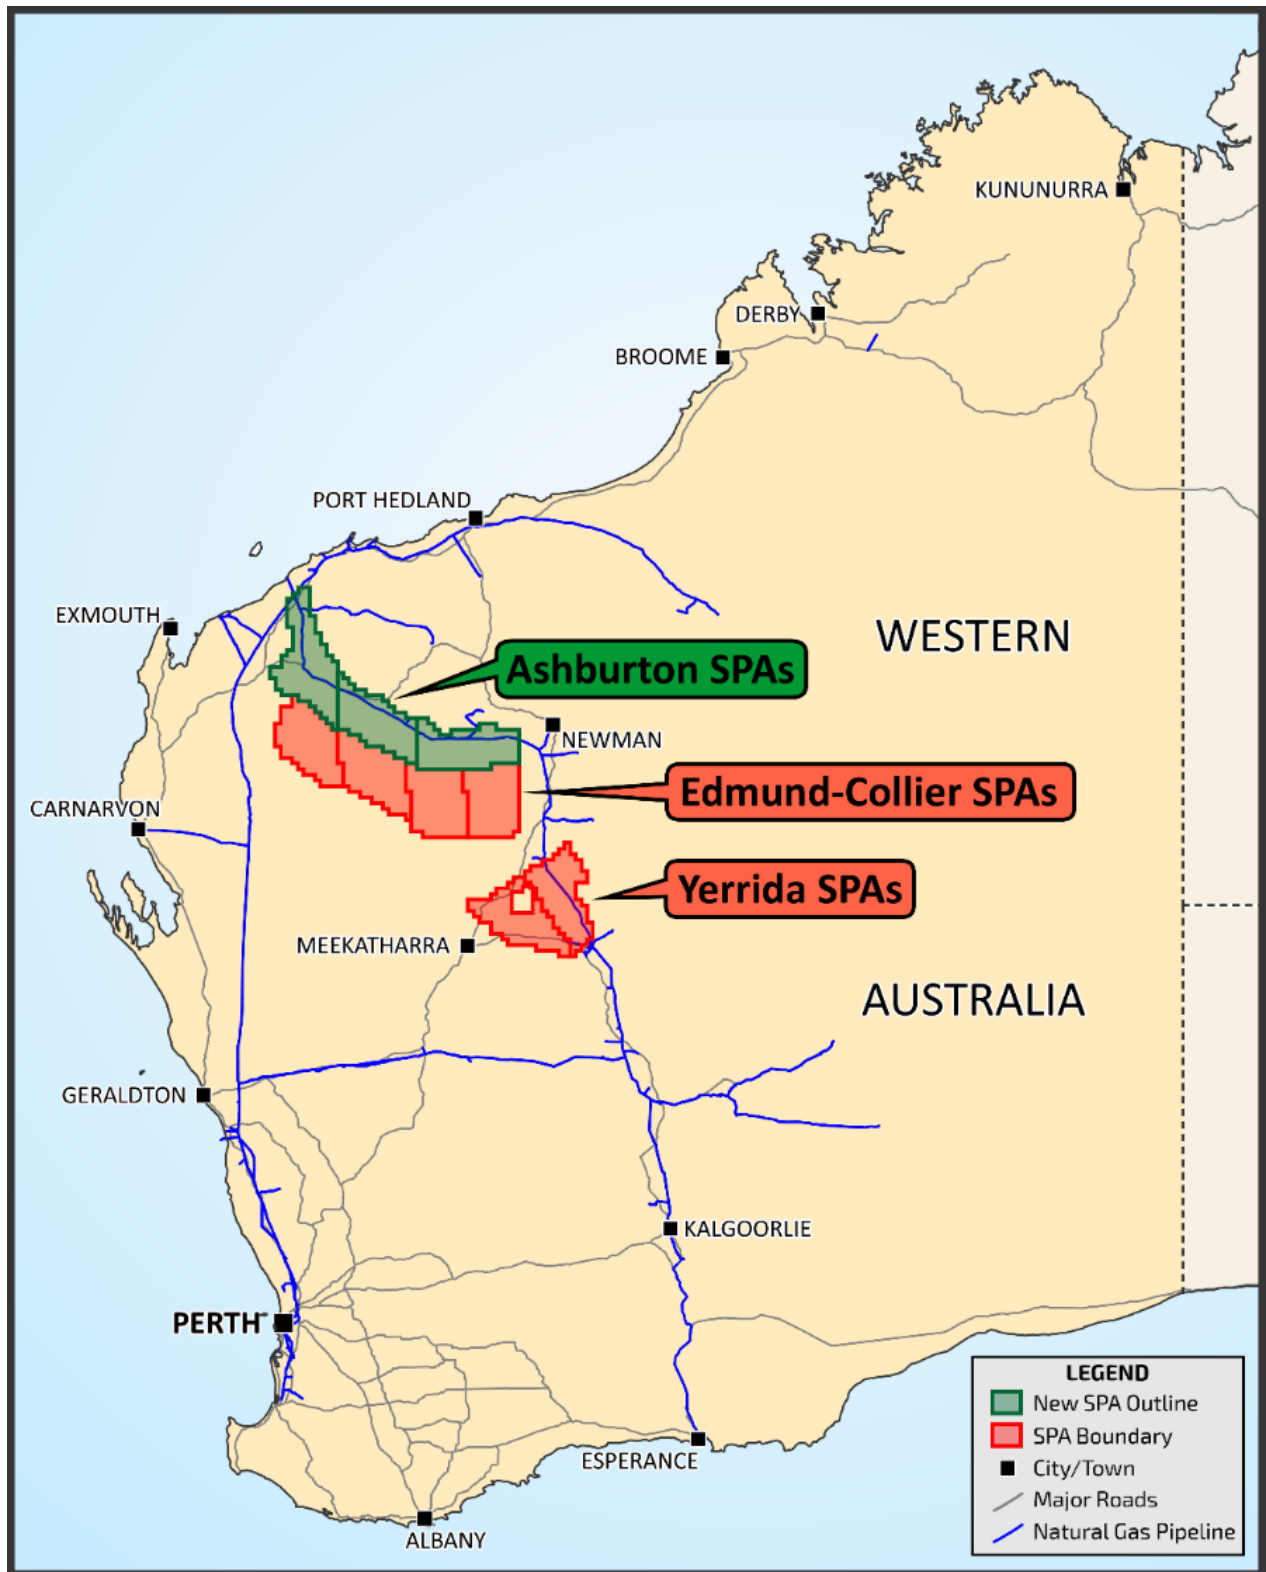 KUNUNURRA
DERBY
BROOME
PORT HEDLAND
EXMOUTH
WESTERN
Ashburton SPAs
NEWMAN
Edmund-Collier SPAs
CARNARVON
Yerrida SPAs
MEEKATHARRA
AUSTRALIA
GERALDTON
KALGOORLIE
PERTH
LEGEND
New SPA Outline
SPA Boundary
City/Town
Major Roads
Natural Gas Pipeline
ESPERANCE
ALBANY